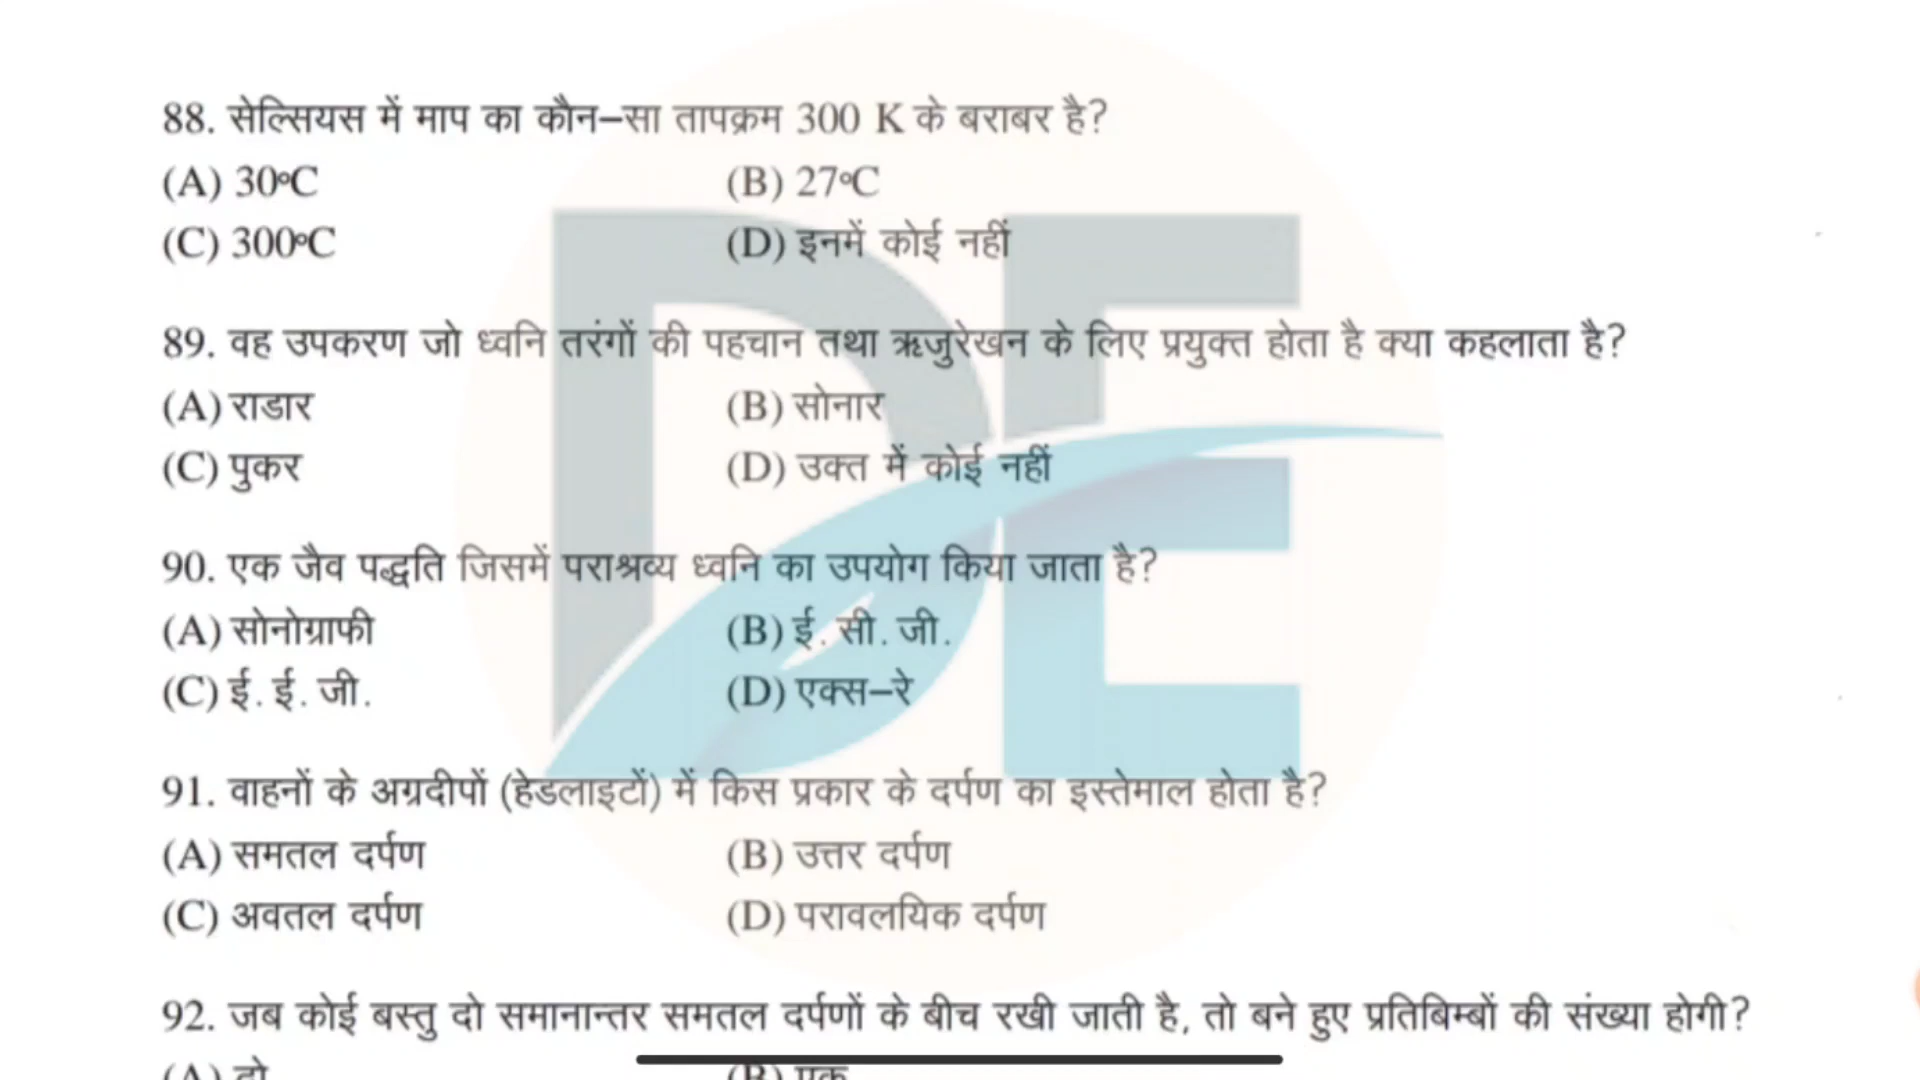 88. सेल्सियस में माप का कौन–सा तापक्रम 300 K के बराबर है?
(A) 30°C (B) 27°C
(C) 300°C (D) इनमें कोई नहीं
89. वह उपकरण जो ध्वनि तरंगों की पहचान तथा ऋजुरेखन के लिए प्रयुक्त होता है क्या कहलाता है?
(A) राडार (B) सोनार
(C) पुकर (D) उक्त में कोई नहीं
90. एक जैव पद्धति जिसमें पराश्रव्य ध्वनि का उपयोग किया जाता है?
(A) सोनोग्राफी (B) ई. सी. जी.
(C) ई. ई. जी. (D) एक्स–रे
91. वाहनों के अग्रदीपों (हेडलाइटों) में किस प्रकार के दर्पण का इस्तेमाल होता है?
(A) समतल दर्पण (B) उत्तर दर्पण
(C) अवतल दर्पण (D) परावलयिक दर्पण
92. जब कोई बस्तु दो समानान्तर समतल दर्पणों के बीच रखी जाती है, तो बने हुए प्रतिबिम्बों की संख्या होगी?
(A) दो (B) एक